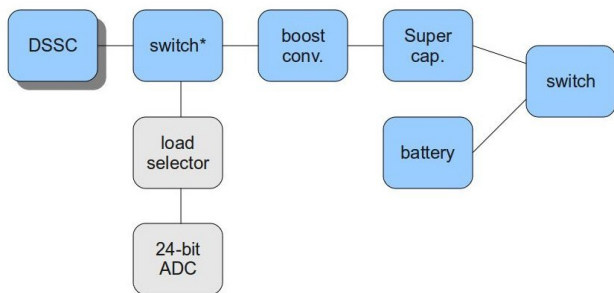 DSSC
switch*
boost
conv.
Super
cap.
switch
load
selector
battery
24-bit
ADC